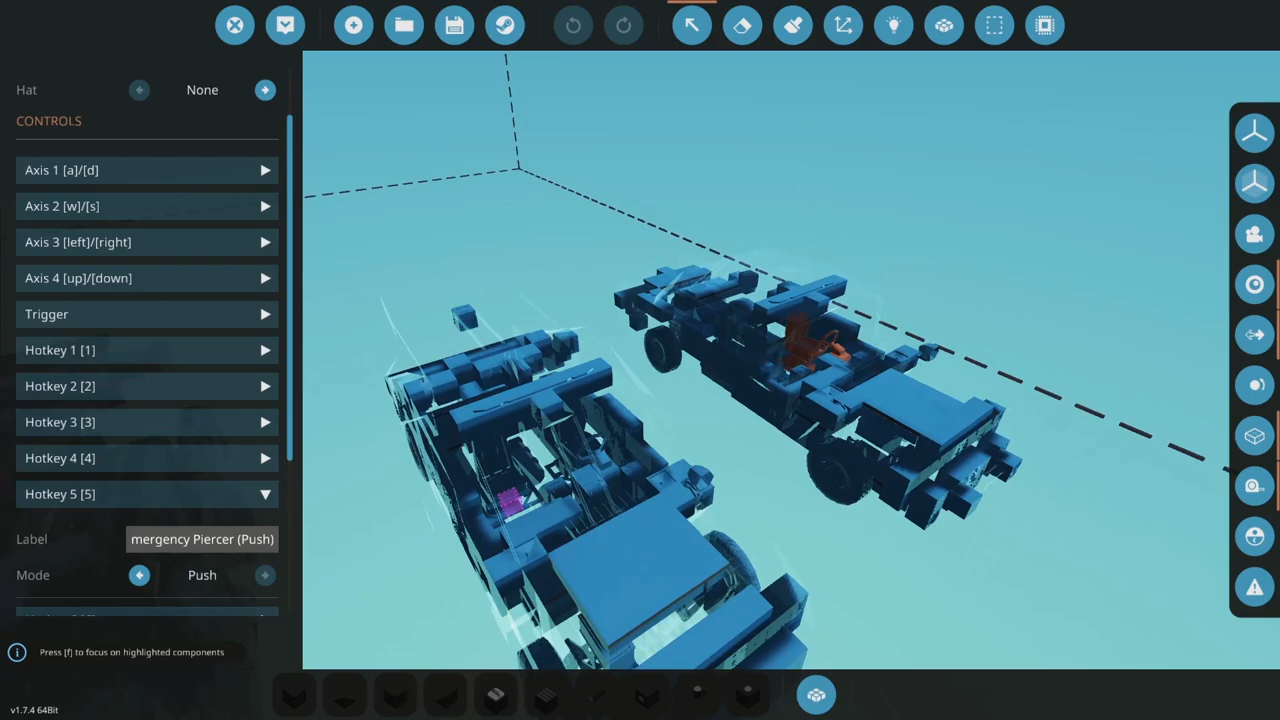 Hat None
CONTROLS
Axis 1 [a]/[d]
Axis 2 [w]/[s]
Axis 3 [left]/[right]
Axis 4 [up]/[down]
Trigger
Hotkey 1 [1]
Hotkey 2 [2]
Hotkey 3 [3]
Hotkey 4 [4]
Hotkey 5 [5]
Label mergency Piercer (Push)
Mode Push
Press [f] to focus on highlighted components
v1.7.4 64Bit